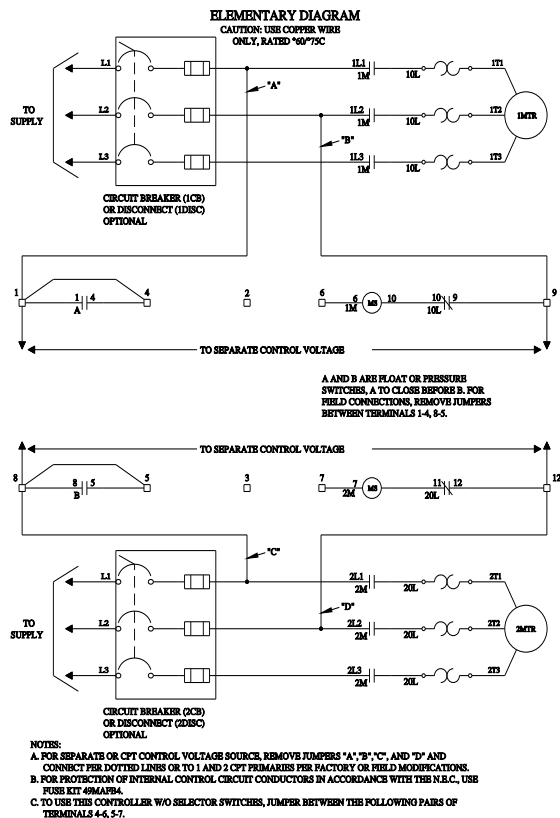 ELEMENTARY DIAGRAM
CAUTION: USE COPPER WIRE
ONLY, RATED °60/°75C
L1
1L1
1M
10L
1T1
"A"
TO
SUPPLY
L2
1L2
1M
10L
1T2
1MTR
"B"
L3
1L3
1M
10L
1T3
CIRCUIT BREAKER (1CB)
OR DISCONNECT (1DISC)
OPTIONAL
1
1 4
A
4
2
6
6
1M
MS
10
10 9
10L
9
TO SEPARATE CONTROL VOLTAGE
A AND B ARE FLOAT OR PRESSURE
SWITCHES, A TO CLOSE BEFORE B. FOR
FIELD CONNECTIONS, REMOVE JUMPERS
BETWEEN TERMINALS 1-4, 8-5.
TO SEPARATE CONTROL VOLTAGE
8
8 5
B
5
3
7
7
2M
MS
11 12
20L
12
"C"
L1
2L1
2M
20L
2T1
"D"
TO
SUPPLY
L2
2L2
2M
20L
2T2
2MTR
L3
2L3
2M
20L
2T3
CIRCUIT BREAKER (2CB)
OR DISCONNECT (2DISC)
OPTIONAL
NOTES:
A. FOR SEPARATE OR CPT CONTROL VOLTAGE SOURCE, REMOVE JUMPERS "A","B","C", AND "D" AND
CONNECT PER DOTTED LINES OR TO 1 AND 2 CPT PRIMARIES PER FACTORY OR FIELD MODIFICATIONS.
B. FOR PROTECTION OF INTERNAL CONTROL CIRCUIT CONDUCTORS IN ACCORDANCE WITH THE N.E.C., USE
FUSE KIT 49MAFB4.
C. TO USE THIS CONTROLLER W/O SELECTOR SWITCHES, JUMPER BETWEEN THE FOLLOWING PAIRS OF
TERMINALS 4-6, 5-7.